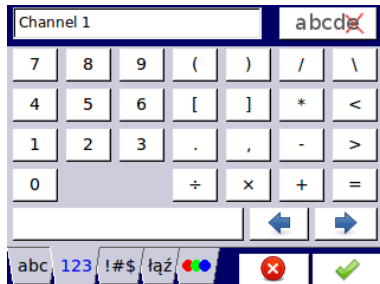 Channel 1 abcde
7 8 9 ( ) / \
4 5 6 [ ] * <
1 2 3 . , - >
0 ÷ × + =
abc 123 !#$ łąź